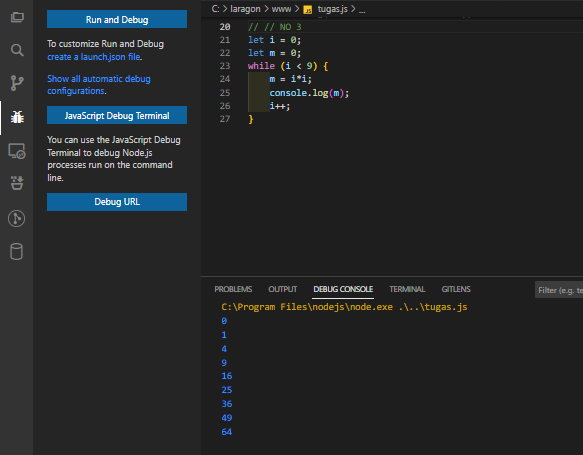 Run and Debug
To customize Run and Debug
create a launch.json file.
Show all automatic debug
configurations.
JavaScript Debug Terminal
You can use the JavaScript Debug
Terminal to debug Node.js
processes run on the command
line.
Debug URL
C: > laragon > www > JS tugas.js > ...
20 // // NO 3
21 let i = 0;
22 let m = 0;
23 while (i < 9) {
24 m = i*i;
25 console.log(m);
26 i++;
27 }
PROBLEMS OUTPUT DEBUG CONSOLE TERMINAL GITLENS
Filter (e.g. te
C:\Program Files\nodejs\node.exe .\..\tugas.js
0
1
4
9
16
25
36
49
64